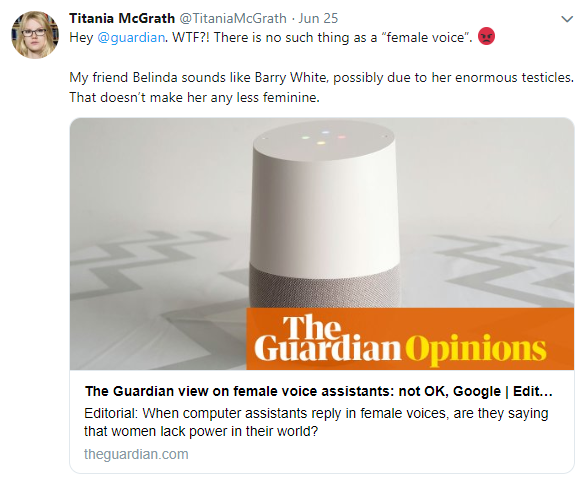 Titania McGrath @TitaniaMcGrath · Jun 25
Hey @guardian. WTF?! There is no such thing as a “female voice”. 😡
My friend Belinda sounds like Barry White, possibly due to her enormous testicles.
That doesn’t make her any less feminine.
The
Guardian Opinions
The Guardian view on female voice assistants: not OK, Google | Edit…
Editorial: When computer assistants reply in female voices, are they saying
that women lack power in their world?
theguardian.com